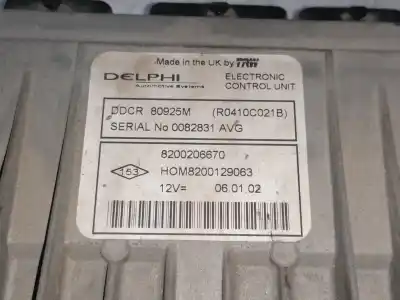 Made in the UK by TRW
DELPHI
Automotive Systems
ELECTRONIC
CONTROL UNIT
DDCR 80925M (R0410C021B)
SERIAL No 0082831 AVG
8200206670
153
HOM8200129063
12V= 06.01.02